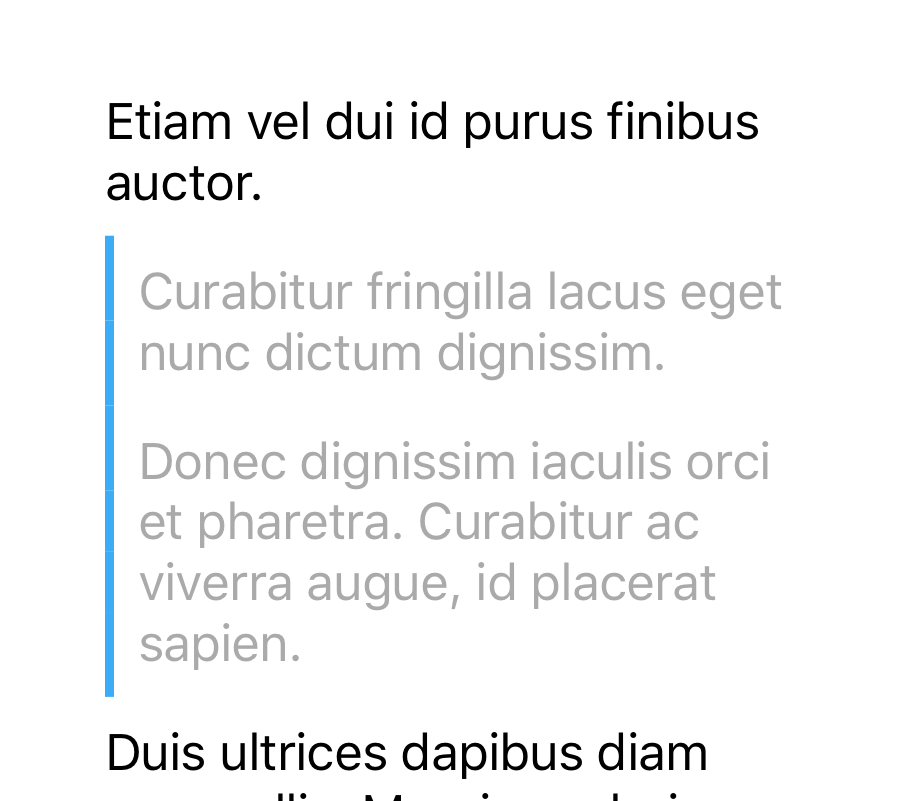 Etiam vel dui id purus finibus
auctor.
Curabitur fringilla lacus eget
nunc dictum dignissim.
Donec dignissim iaculis orci
et pharetra. Curabitur ac
viverra augue, id placerat
sapien.
Duis ultrices dapibus diam